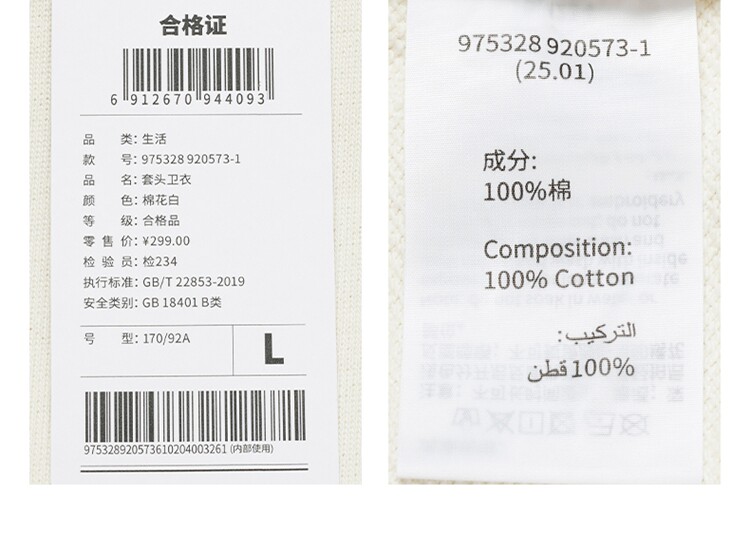 合格证
6 912670 944093
品 类: 生活
款 号: 975328 920573-1
品 名: 套头卫衣
颜 色: 棉花白
等 级: 合格品
零 售 价: ¥299.00
检 验 员: 检234
执行标准: GB/T 22853-2019
安全类别: GB 18401 B类
号 型: 170/92A
L
975328920573610204003261 (内部使用)
975328 920573-1
(25.01)
成分:
100%棉
Composition:
100% Cotton
التركيب:
100% قطن